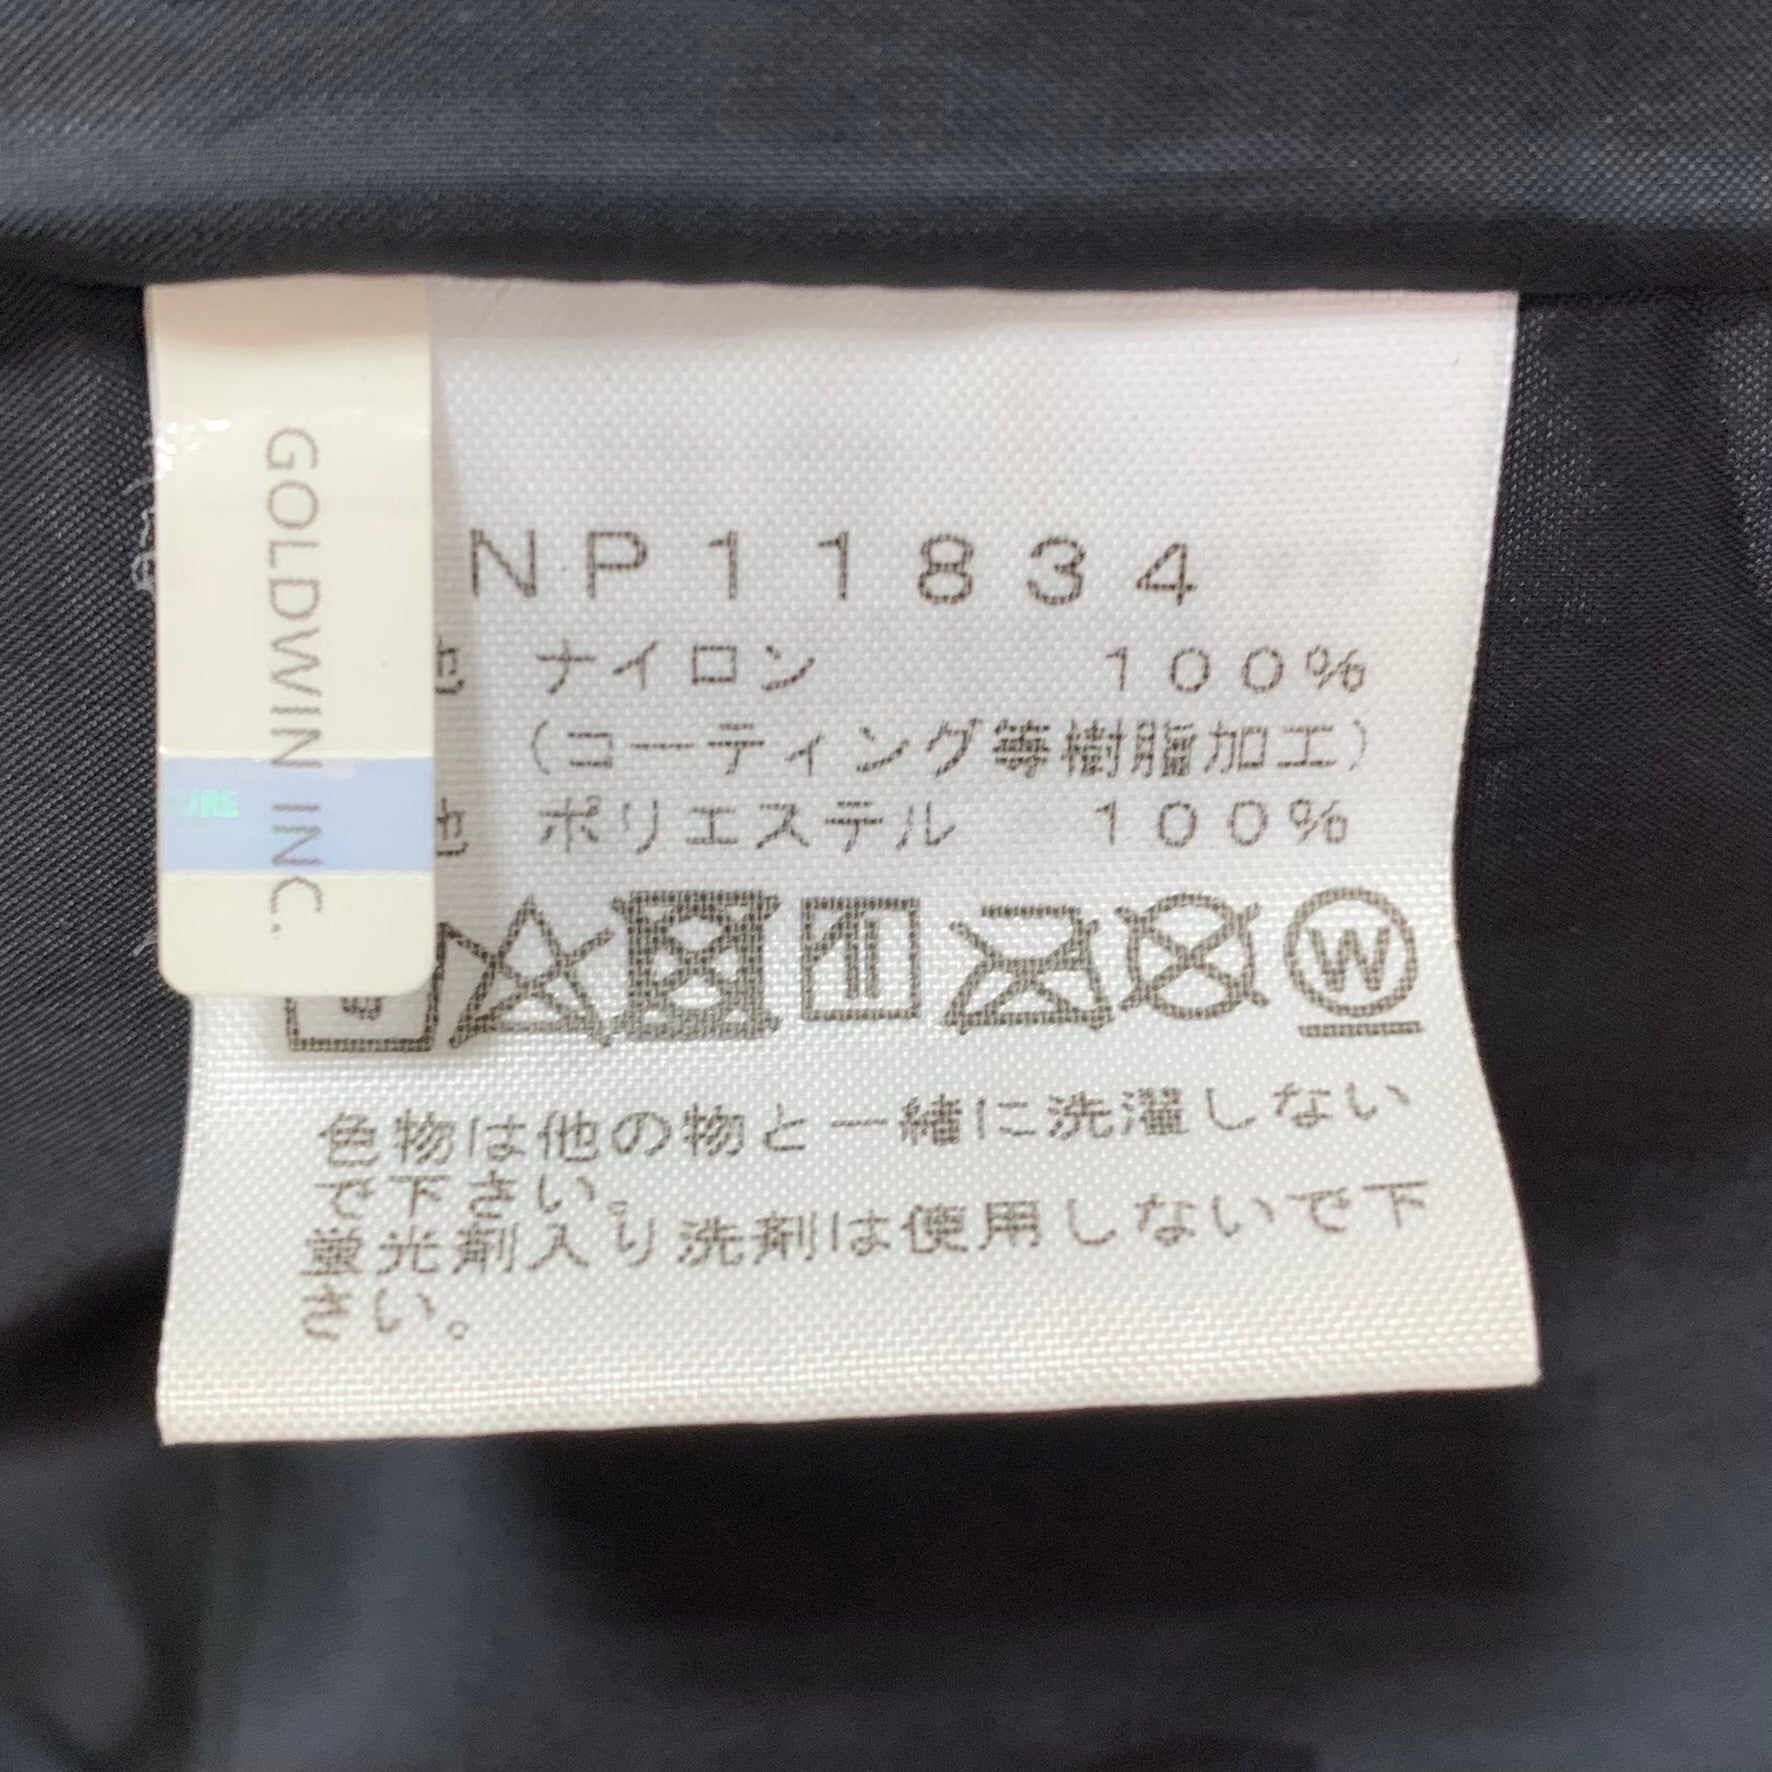 GOLDWIN INC.
NP11834
ナイロン 100%
(コーティング等樹脂加工)
ポリエステル 100%
W
色物は他の物と一緒に洗濯しない
で下さい。
蛍光剤入り洗剤は使用しないで下
さい。